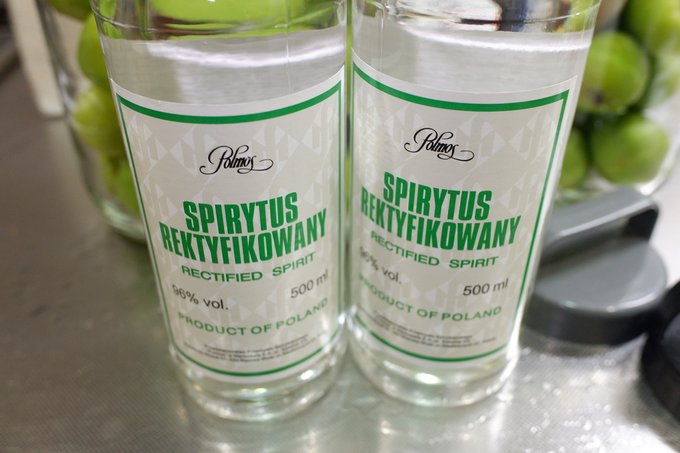 Polmos
SPIRYTUS
REKTYFIKOWANY
RECTIFIED SPIRIT
96% vol. 500 ml
PRODUCT OF POLAND
Polmos
SPIRYTUS
REKTYFIKOWANY
RECTIFIED SPIRIT
96% vol. 500 ml
PRODUCT OF POLAND